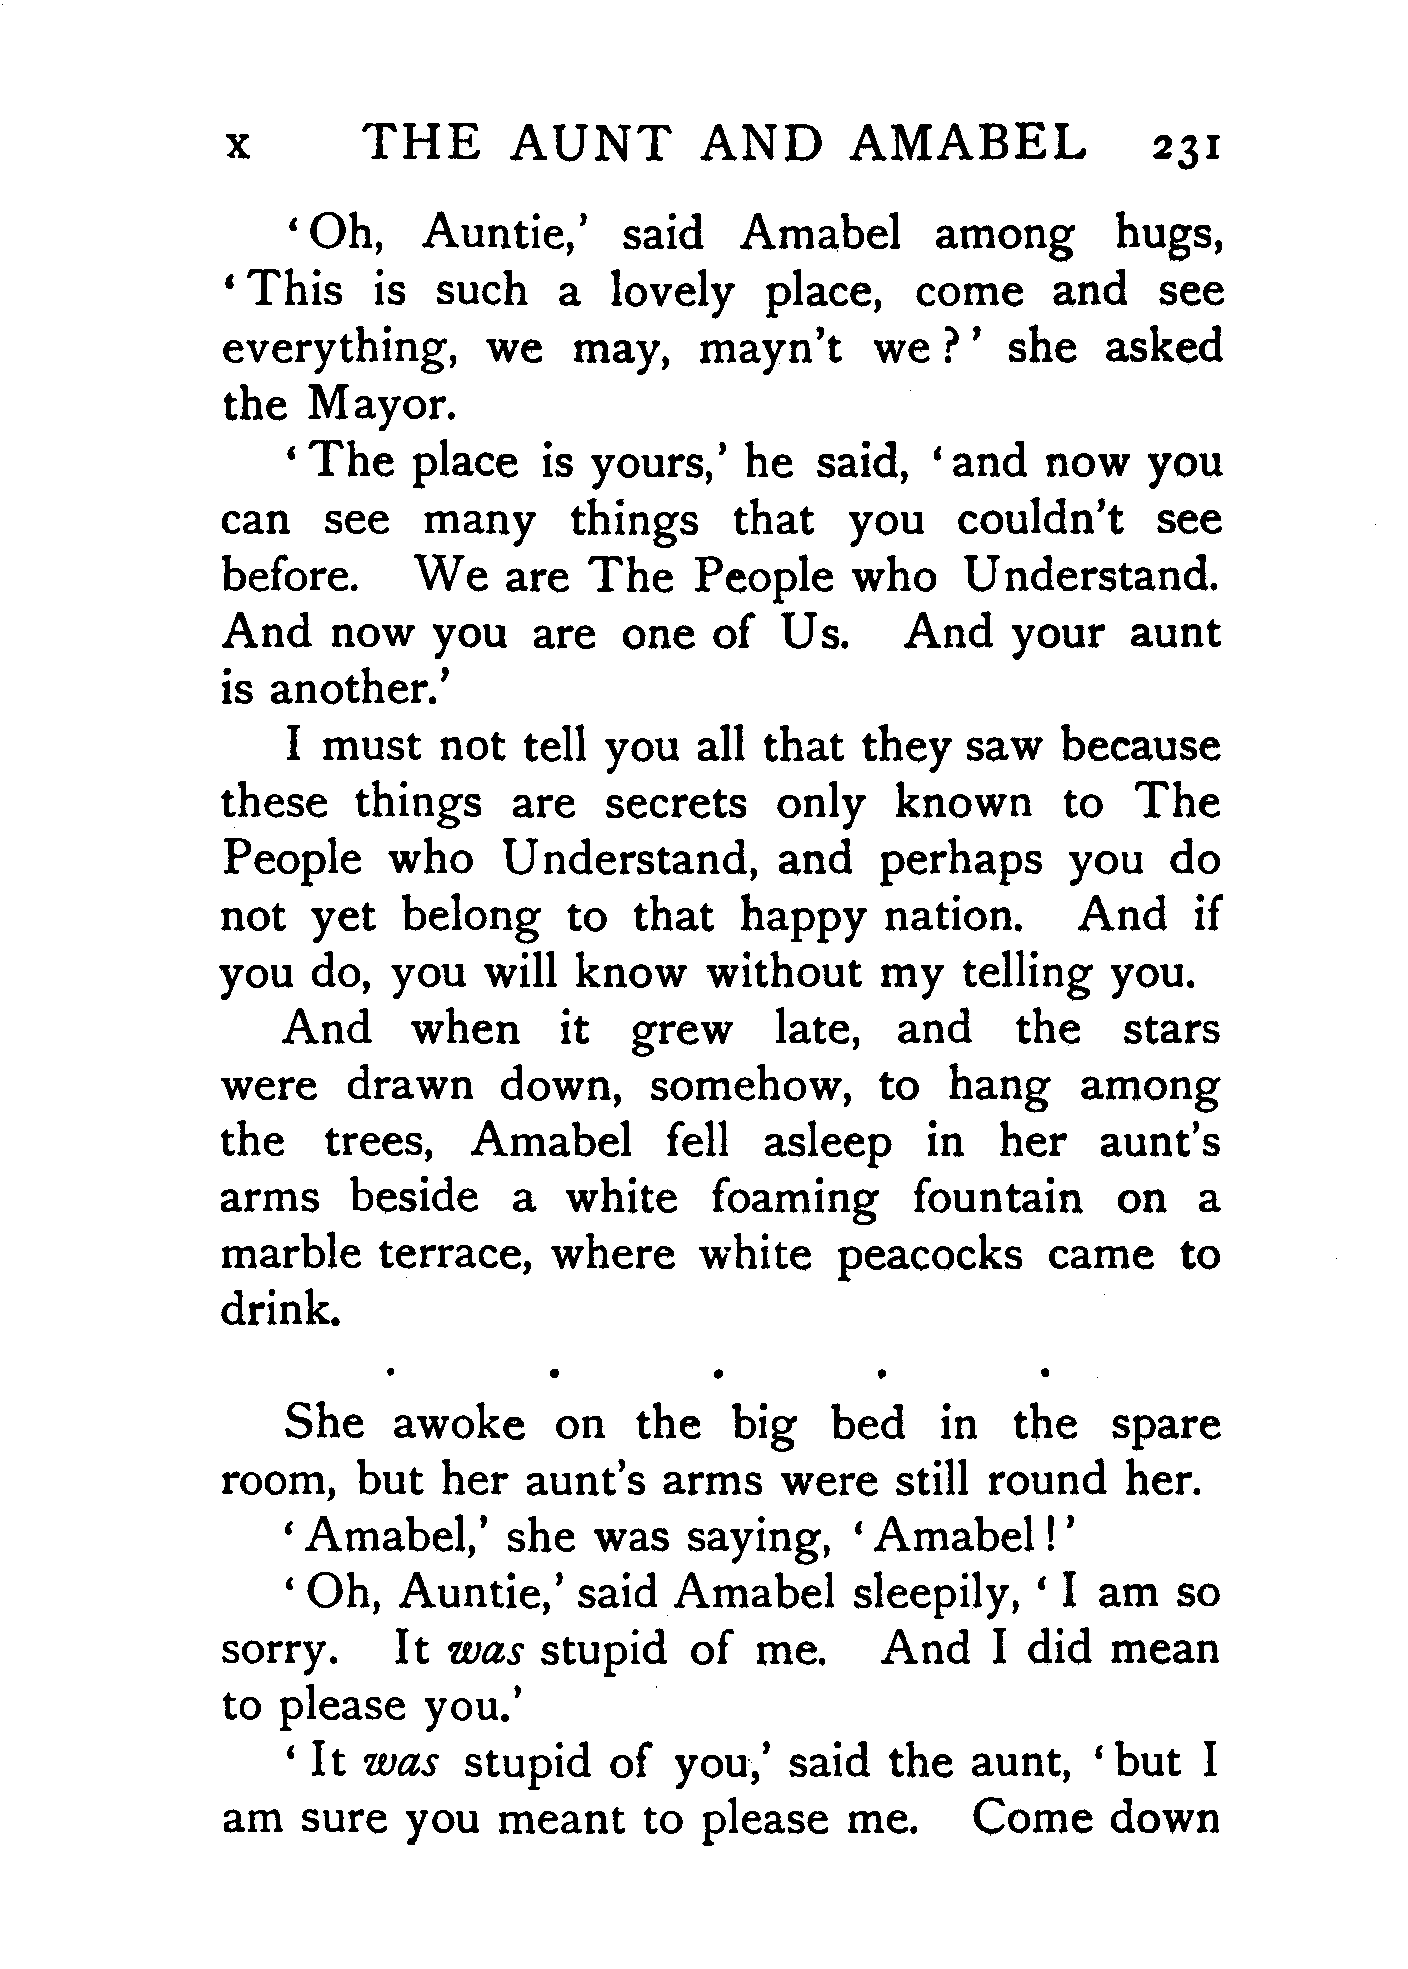 x THE AUNT AND AMABEL 231
‘Oh, Auntie,’ said Amabel among hugs,
‘This is such a lovely place, come and see
everything, we may, mayn’t we?’ she asked
the Mayor.
‘The place is yours,’ he said, ‘and now you
can see many things that you couldn’t see
before. We are The People who Understand.
And now you are one of Us. And your aunt
is another.’
I must not tell you all that they saw because
these things are secrets only known to The
People who Understand, and perhaps you do
not yet belong to that happy nation. And if
you do, you will know without my telling you.
And when it grew late, and the stars
were drawn down, somehow, to hang among
the trees, Amabel fell asleep in her aunt’s
arms beside a white foaming fountain on a
marble terrace, where white peacocks came to
drink.
. . . . .
She awoke on the big bed in the spare
room, but her aunt’s arms were still round her.
‘Amabel,’ she was saying, ‘Amabel!’
‘Oh, Auntie,’ said Amabel sleepily, ‘I am so
sorry. It was stupid of me. And I did mean
to please you.’
‘It was stupid of you,’ said the aunt, ‘but I
am sure you meant to please me. Come down